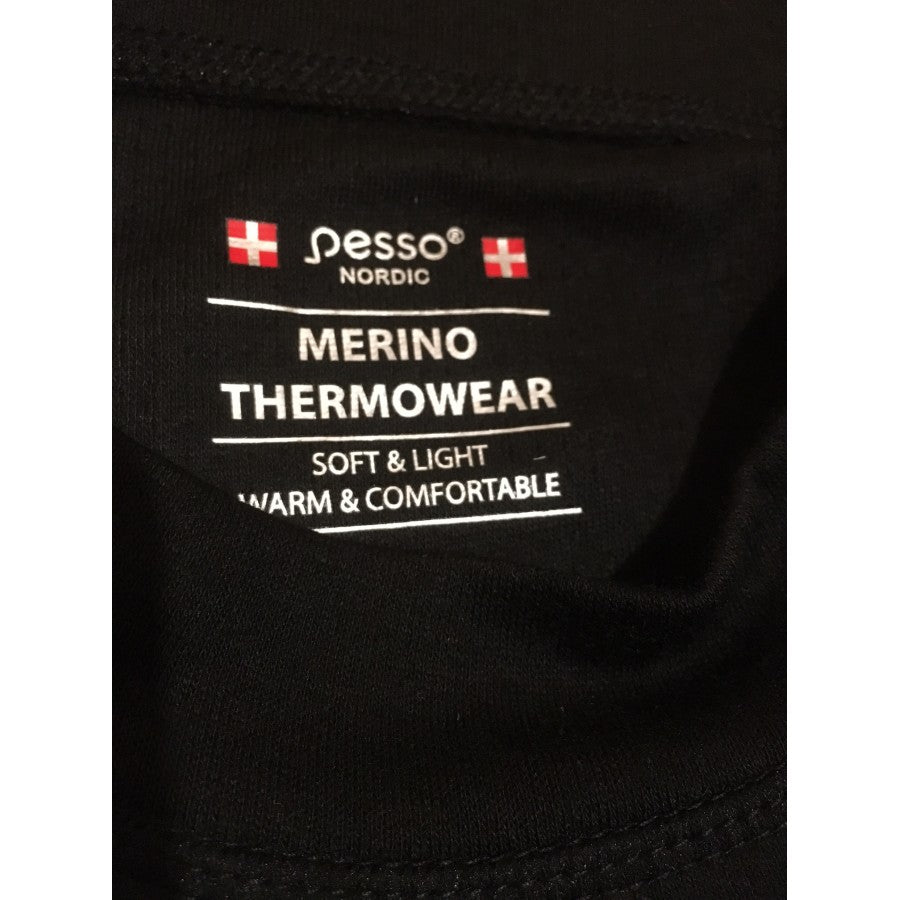 pesso®
NORDIC
MERINO
THERMOWEAR
SOFT & LIGHT
WARM & COMFORTABLE